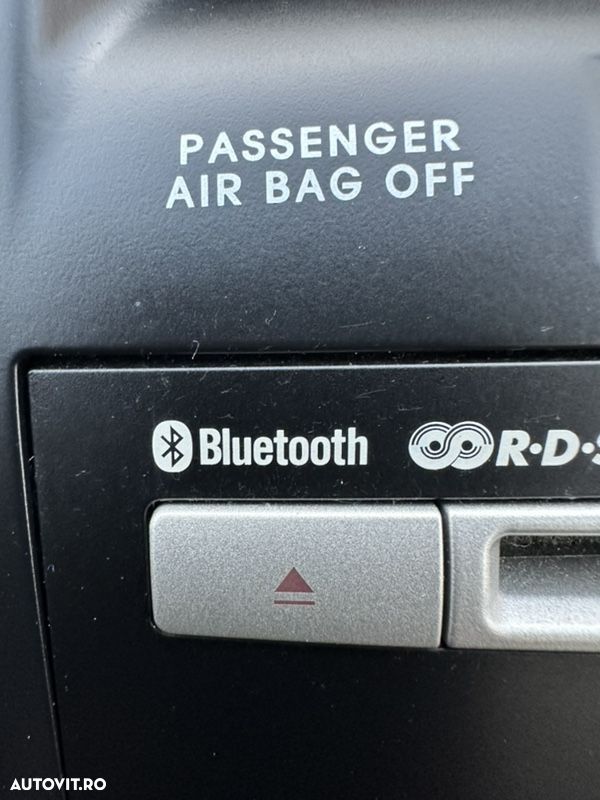 PASSENGER
AIR BAG OFF
Bluetooth
R·D·S
AUTOVIT.RO